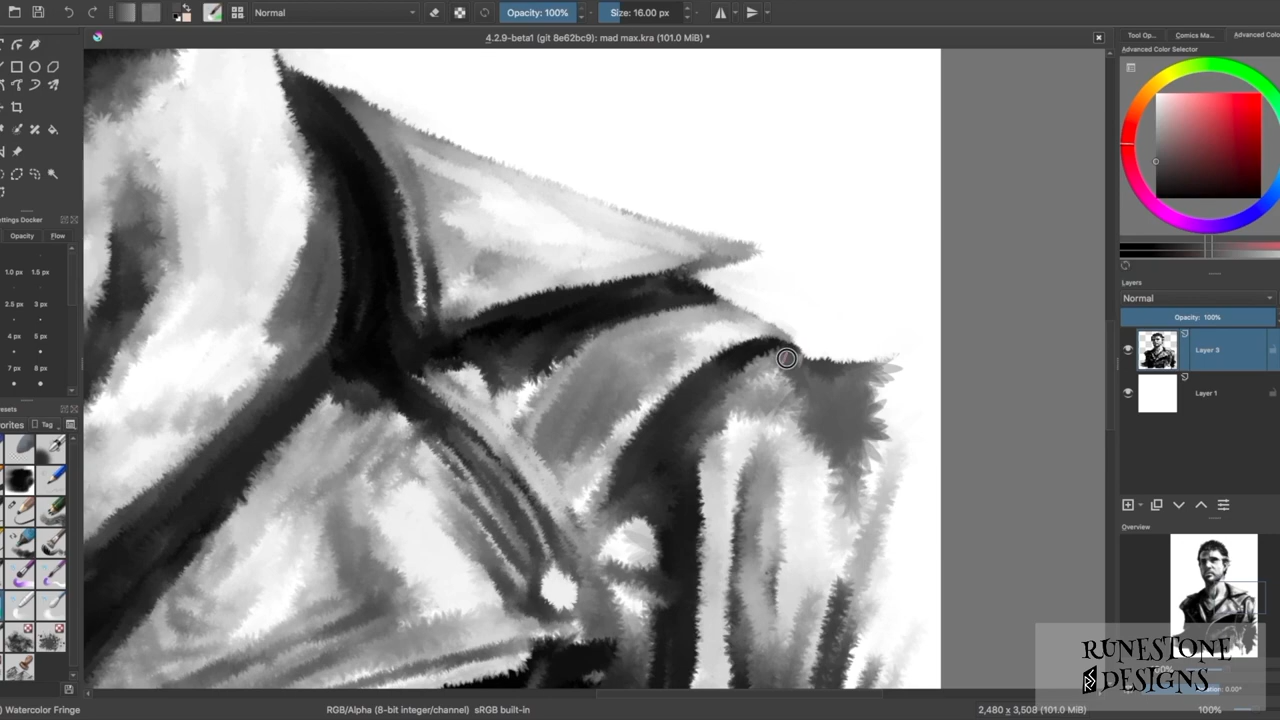 Normal
Opacity: 100%
Size: 16.00 px
4.2.9-beta1 (git 8e62bc9): mad max.kra (101.0 MiB) *
Tool Op...
Comics Ma...
Advanced Colo
Advanced Color Selector
ettings Docker
Opacity
Flow
1.0 px 1.5 px
2.5 px 3 px
4 px 5 px
7 px 8 px
esets
vorites
Tag
Layers
Normal
Opacity: 100%
Layer 3
Layer 1
Overview
RUNESTONE
DESIGNS
) Watercolor Fringe
RGB/Alpha (8-bit integer/channel) sRGB built-in
2,480 x 3,508 (101.0 MiB)
100%